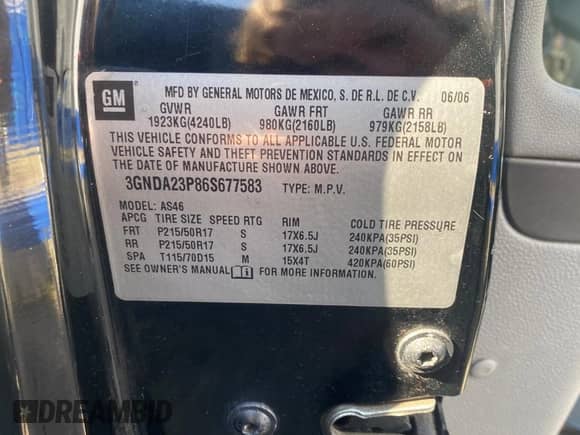 GM
MFD BY GENERAL MOTORS DE MEXICO, S. DE R.L. DE C.V. 06/06
GVWR GAWR FRT GAWR RR
1923KG(4240LB) 980KG(2160LB) 979KG(2158LB)
THIS VEHICLE CONFORMS TO ALL APPLICABLE U.S. FEDERAL MOTOR
VEHICLE SAFETY AND THEFT PREVENTION STANDARDS IN EFFECT ON
THE DATE OF MANUFACTURE SHOWN ABOVE.
3GNDA23P86S677583 TYPE: M.P.V.
MODEL: AS46
APCG TIRE SIZE SPEED RTG RIM COLD TIRE PRESSURE
FRT P215/50R17 S 17X6.5J 240KPA(35PSI)
RR P215/50R17 S 17X6.5J 240KPA(35PSI)
SPA T115/70D15 M 15X4T 420KPA(60PSI)
SEE OWNER'S MANUAL FOR MORE INFORMATION
DREAMBID